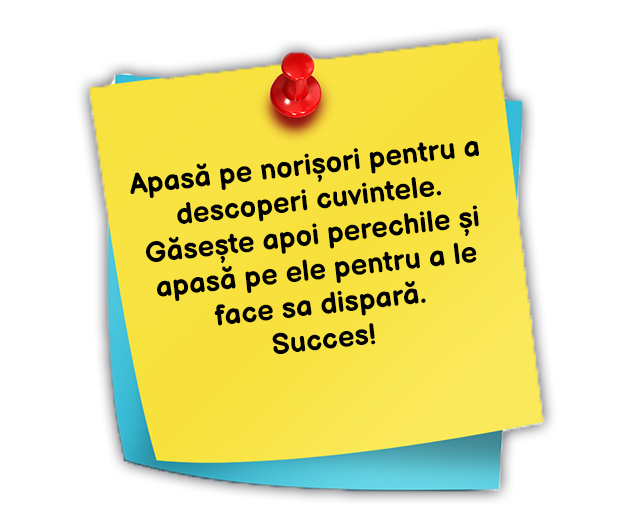 Apasă pe norișori pentru a
descoperi cuvintele.
Găsește apoi perechile și
apasă pe ele pentru a le
face sa dispară.
Succes!